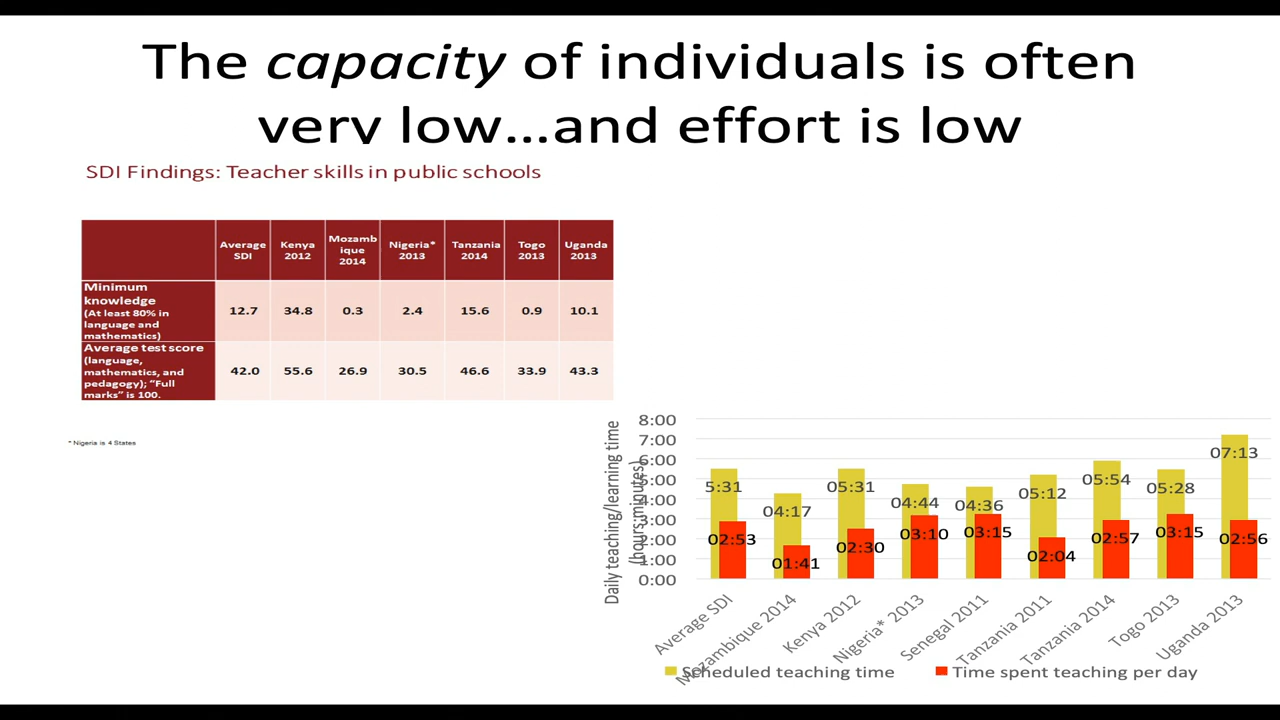 The capacity of individuals is often
very low...and effort is low
SDI Findings: Teacher skills in public schools
Average SDI
Kenya 2012
Mozamb ique 2014
Nigeria* 2013
Tanzania 2014
Togo 2013
Uganda 2013
Minimum
knowledge
(At least 80% in
language and
mathematics)
12.7 34.8 0.3 2.4 15.6 0.9 10.1
Average test score
(language,
mathematics, and
pedagogy); "Full
marks" is 100.
42.0 55.6 26.9 30.5 46.6 33.9 43.3
* Nigeria is 4 States
Daily teaching/learning time
(hours:minutes)
8:00
7:00
6:00
5:00
4:00
3:00
2:00
1:00
0:00
5:31 04:17 05:31 04:44 04:36 05:12 05:54 05:28 07:13
02:53 01:41 02:30 03:10 03:15 02:04 02:57 03:15 02:56
Average SDI
Mozambique 2014
Kenya 2012
Nigeria* 2013
Senegal 2011
Tanzania 2011
Tanzania 2014
Togo 2013
Uganda 2013
Scheduled teaching time
Time spent teaching per day